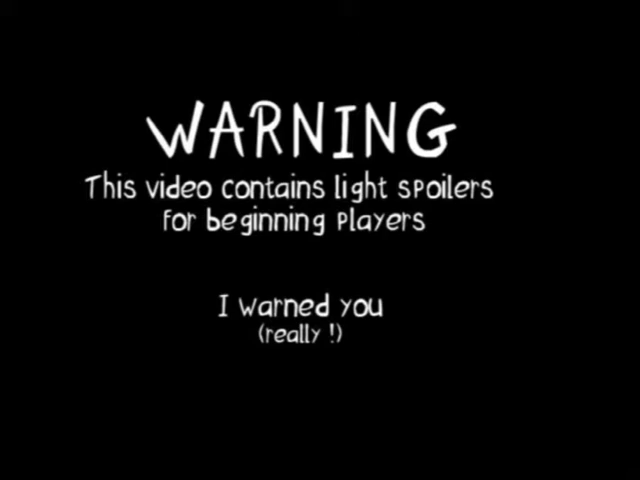 WARNING
This video contains light spoilers
for beginning players
I warned you
(really !)